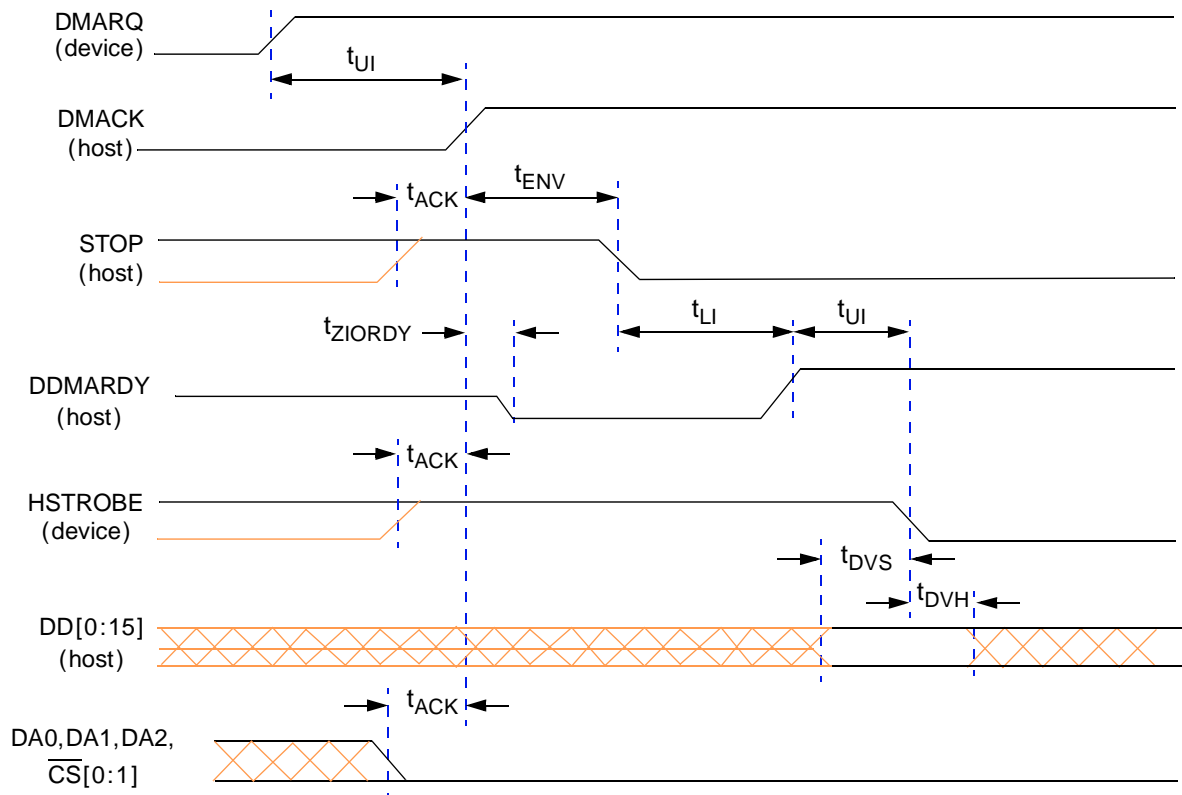 DMARQ
(device)
tUI
DMACK
(host)
tACK
tENV
STOP
(host)
tZIORDY
tLI
tUI
DDMARDY
(host)
tACK
HSTROBE
(device)
tDVS
tDVH
DD[0:15]
(host)
tACK
DA0,DA1,DA2,
CS[0:1]